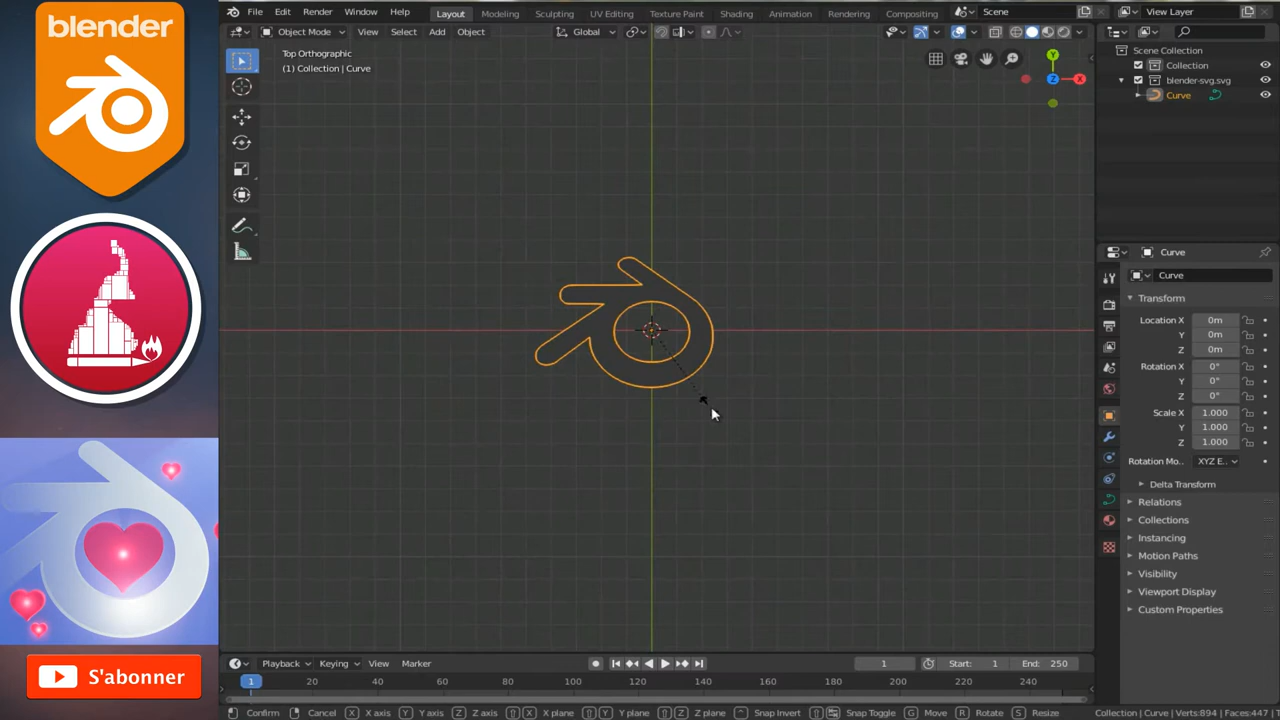 blender
S'abonner
File Edit Render Window Help
Layout Modeling Sculpting UV Editing Texture Paint Shading Animation Rendering Compositing
Scene
View Layer
Object Mode View Select Add Object
Global
Top Orthographic
(1) Collection | Curve
Y
Z
X
Scene Collection
Collection
blender-svg.svg
Curve
Curve
Curve
Transform
Location X 0m
Y 0m
Z 0m
Rotation X 0°
Y 0°
Z 0°
Scale X 1.000
Y 1.000
Z 1.000
Rotation Mo.. XYZ E..
Delta Transform
Relations
Collections
Instancing
Motion Paths
Visibility
Viewport Display
Custom Properties
Playback Keying View Marker
1 Start: 1 End: 250
1 20 40 60 80 100 120 140 160 180 200 220 240
Confirm Cancel X X axis Y Y axis Z Z axis X X plane Y Y plane Z Z plane Snap Invert Snap Toggle G Move R Rotate S Resize Collection | Curve | Verts:894 | Faces:447 |